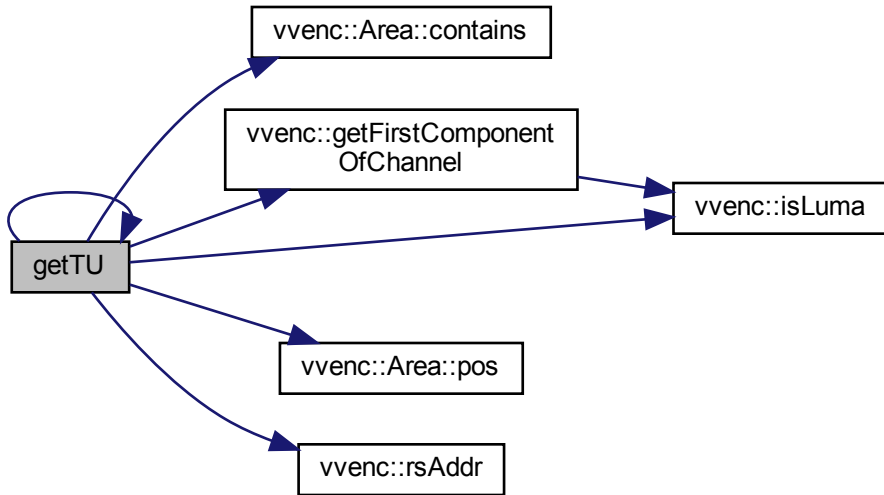 vvenc::Area::contains
vvenc::getFirstComponent
OfChannel
vvenc::isLuma
getTU
vvenc::Area::pos
vvenc::rsAddr